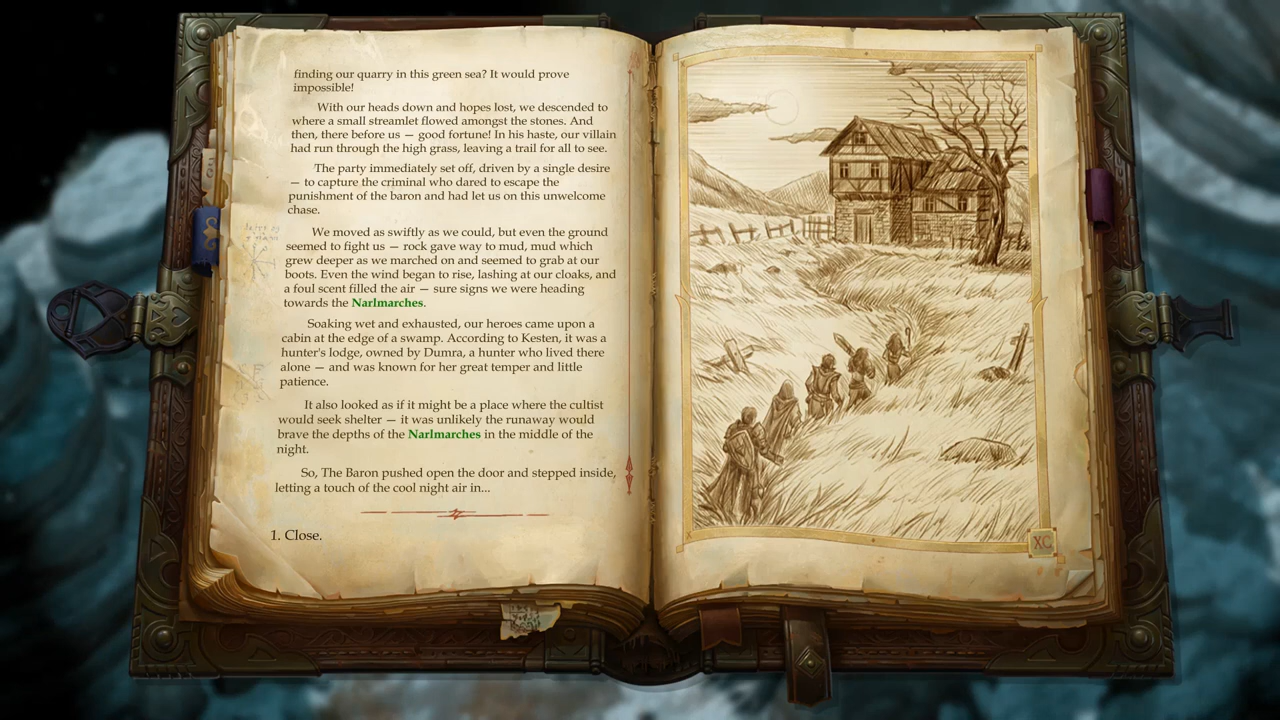 finding our quarry in this green sea? It would prove
impossible!
With our heads down and hopes lost, we descended to
where a small streamlet flowed amongst the stones. And
then, there before us — good fortune! In his haste, our villain
had run through the high grass, leaving a trail for all to see.
The party immediately set off, driven by a single desire
— to capture the criminal who dared to escape the
punishment of the baron and had let us on this unwelcome
chase.
We moved as swiftly as we could, but even the ground
seemed to fight us — rock gave way to mud, mud which
grew deeper as we marched on and seemed to grab at our
boots. Even the wind began to rise, lashing at our cloaks, and
a foul scent filled the air — sure signs we were heading
towards the Narlmarches.
Soaking wet and exhausted, our heroes came upon a
cabin at the edge of a swamp. According to Kesten, it was a
hunter's lodge, owned by Dumra, a hunter who lived there
alone — and was known for her great temper and little
patience.
It also looked as if it might be a place where the cultist
would seek shelter — it was unlikely the runaway would
brave the depths of the Narlmarches in the middle of the
night.
So, The Baron pushed open the door and stepped inside,
letting a touch of the cool night air in...
1. Close.
XC